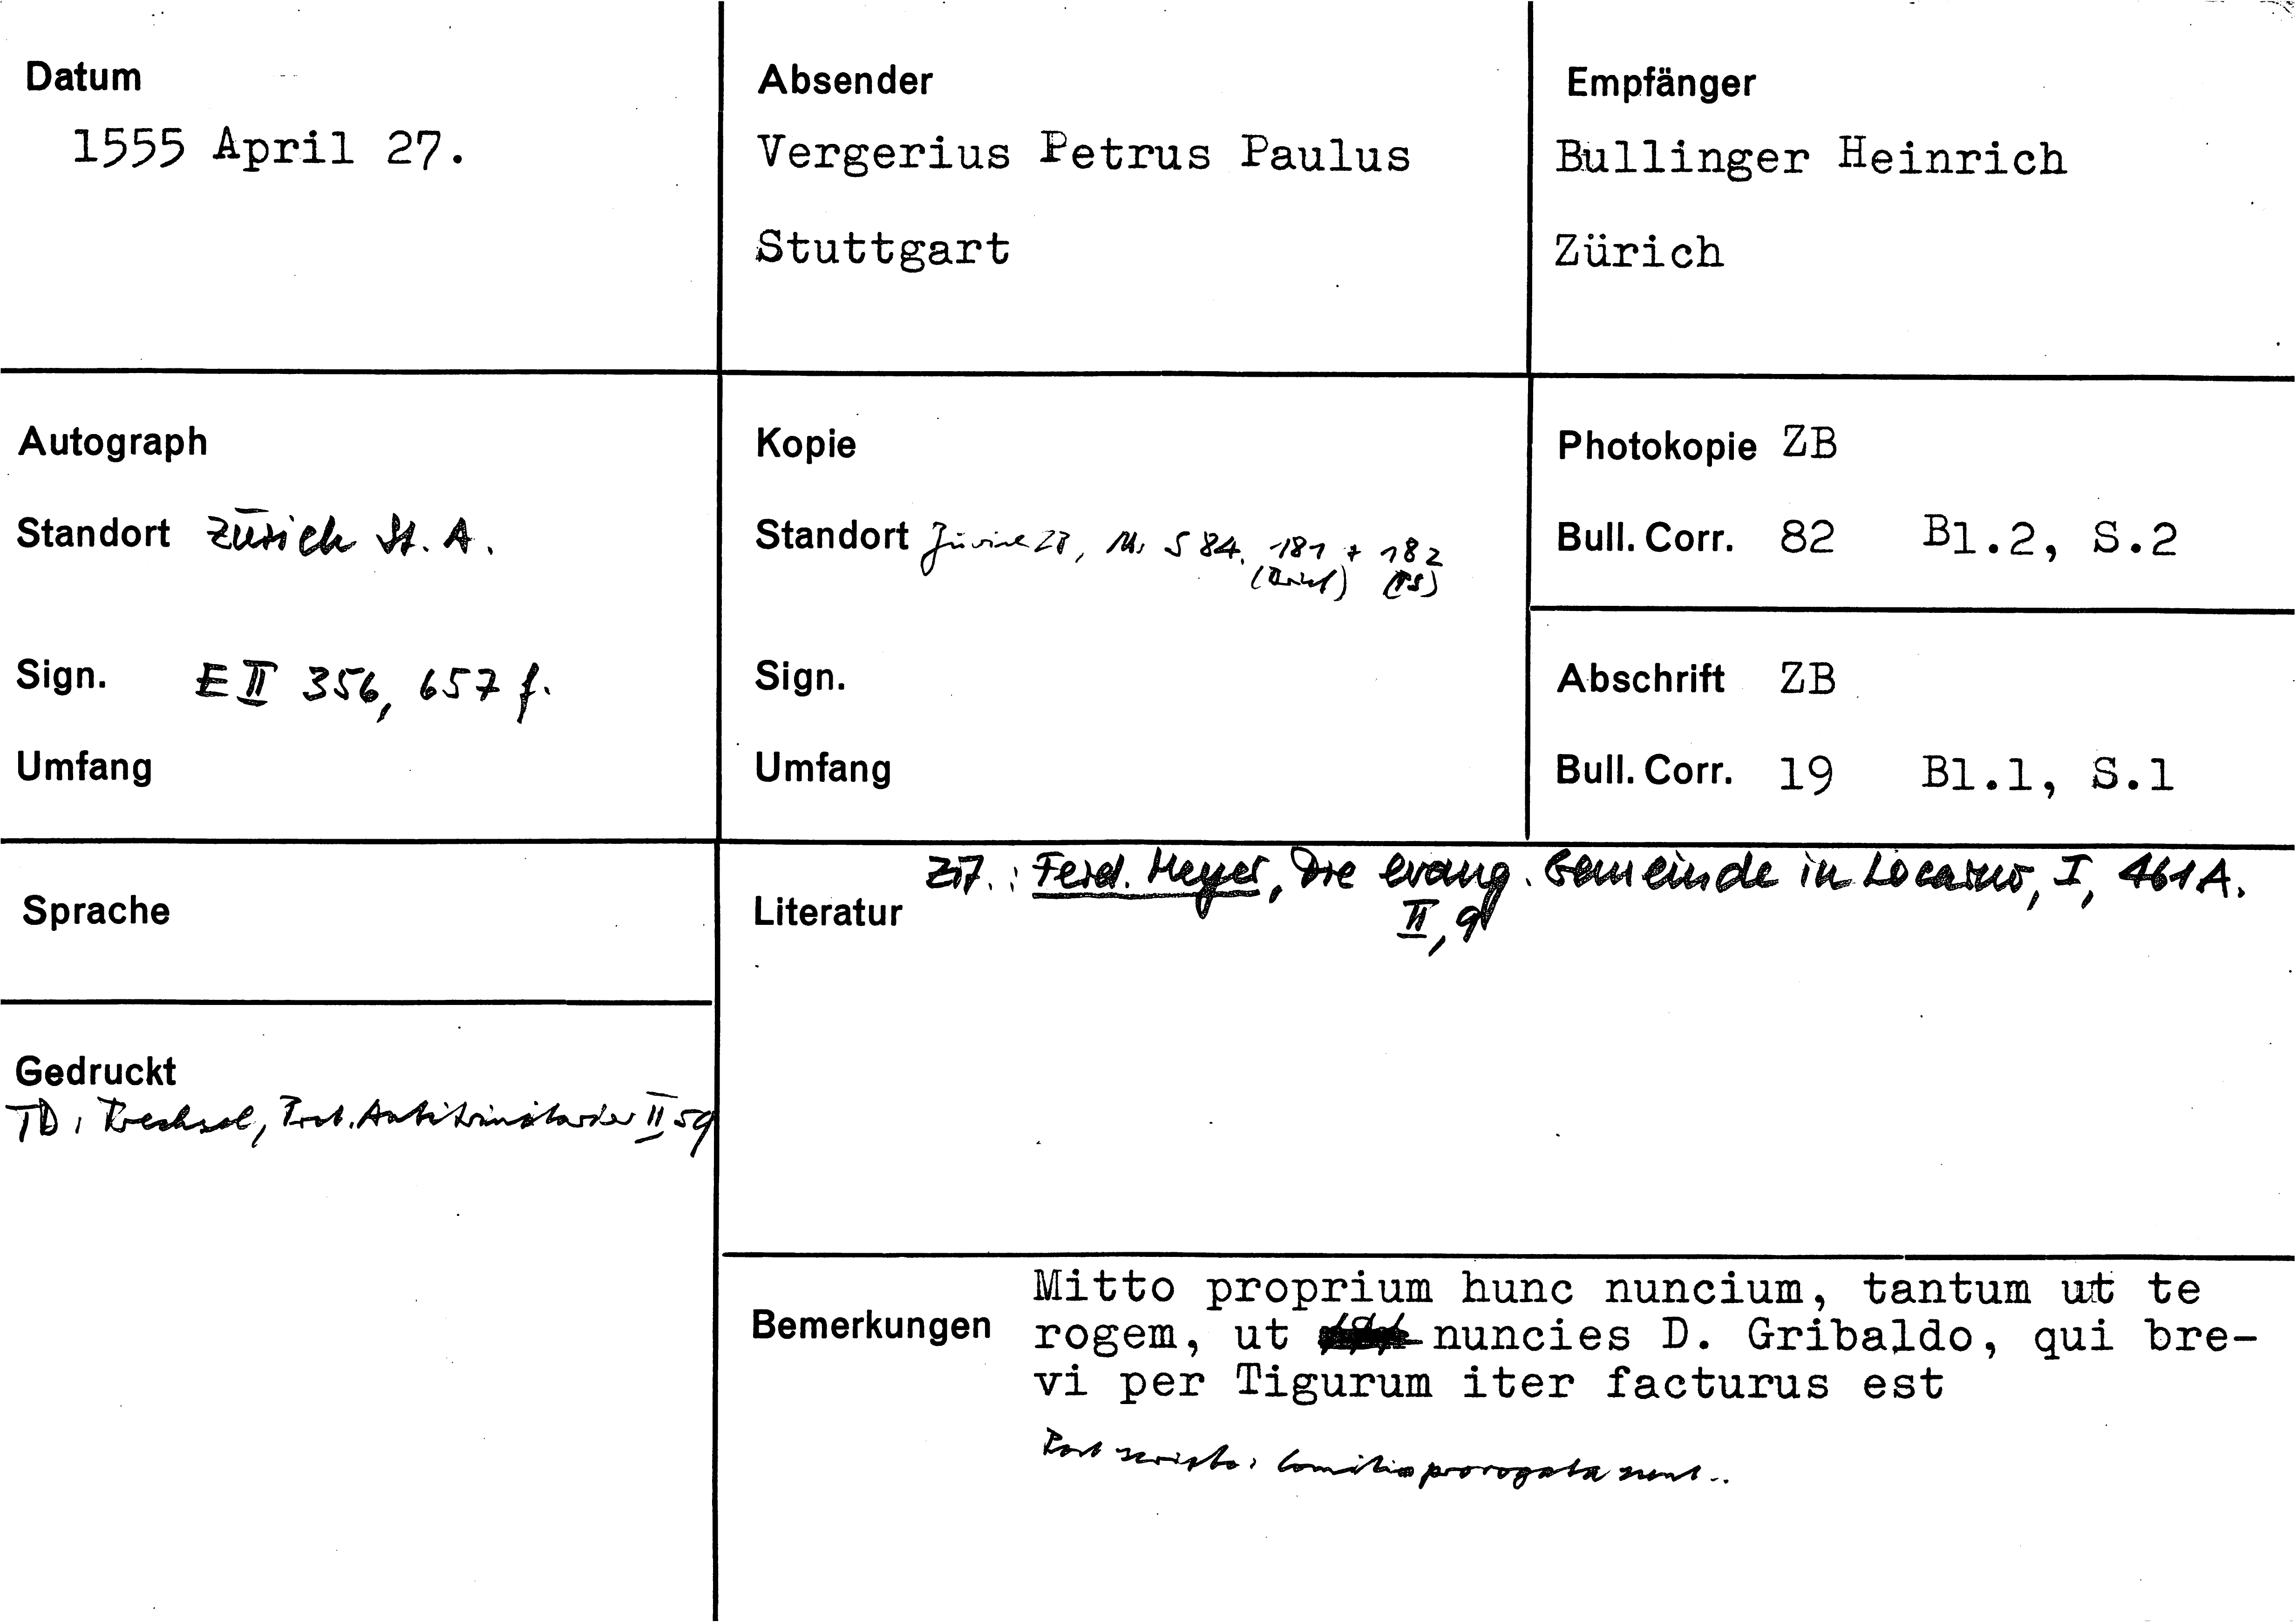 Datum
1555 April 27.
Absender
Vergerius Petrus Paulus
Stuttgart
Empfänger
Bullinger Heinrich
Zürich
Autograph
Standort Zürich St. A.
Sign. E II 356, 657 f.
Umfang
Kopie
Standort Zürich ZB, Ms S 84. 181 + 182
(Brief) (PS)
Sign.
Umfang
Photokopie ZB
Bull. Corr. 82 Bl.2, S.2
Abschrift ZB
Bull. Corr. 19 Bl.1, S.1
Sprache
Gedruckt
TD: Trechsel, Prot. Antitrinitarier II 59
Zit.: Ferd. Meyer, Die evang. Gemeinde in Locarno, I, 461 A.
Literatur II, 9
Bemerkungen
Mitto proprium hunc nuncium, tantum ut te
rogem, ut nuncies D. Gribaldo, qui bre-
vi per Tigurum iter facturus est
Post scripta: Comitia prorogata sunt..